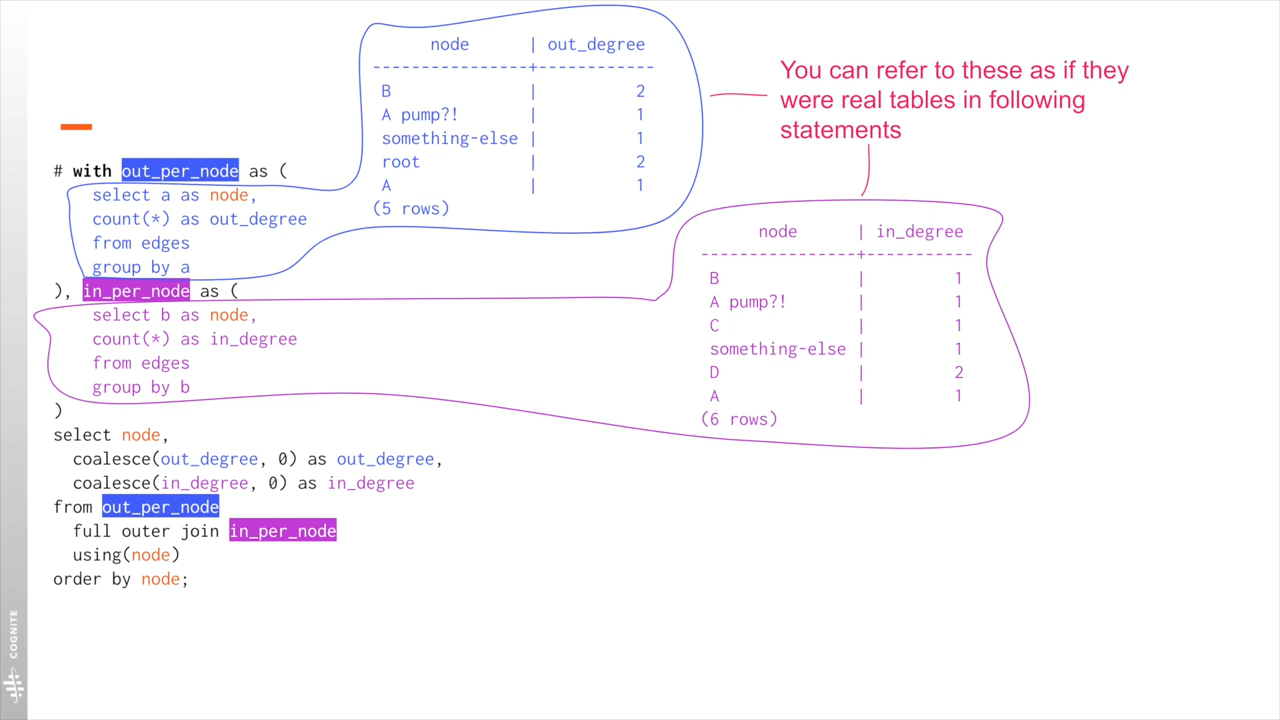 node | out_degree
-----------------+-----------
B | 2
A pump?! | 1
something-else | 1
root | 2
A | 1
(5 rows)
You can refer to these as if they
were real tables in following
statements
# with out_per_node as (
select a as node,
count(*) as out_degree
from edges
group by a
), in_per_node as (
select b as node,
count(*) as in_degree
from edges
group by b
)
select node,
coalesce(out_degree, 0) as out_degree,
coalesce(in_degree, 0) as in_degree
from out_per_node
full outer join in_per_node
using(node)
order by node;
node | in_degree
-----------------+-----------
B | 1
A pump?! | 1
C | 1
something-else | 1
D | 2
A | 1
(6 rows)
COGNITE